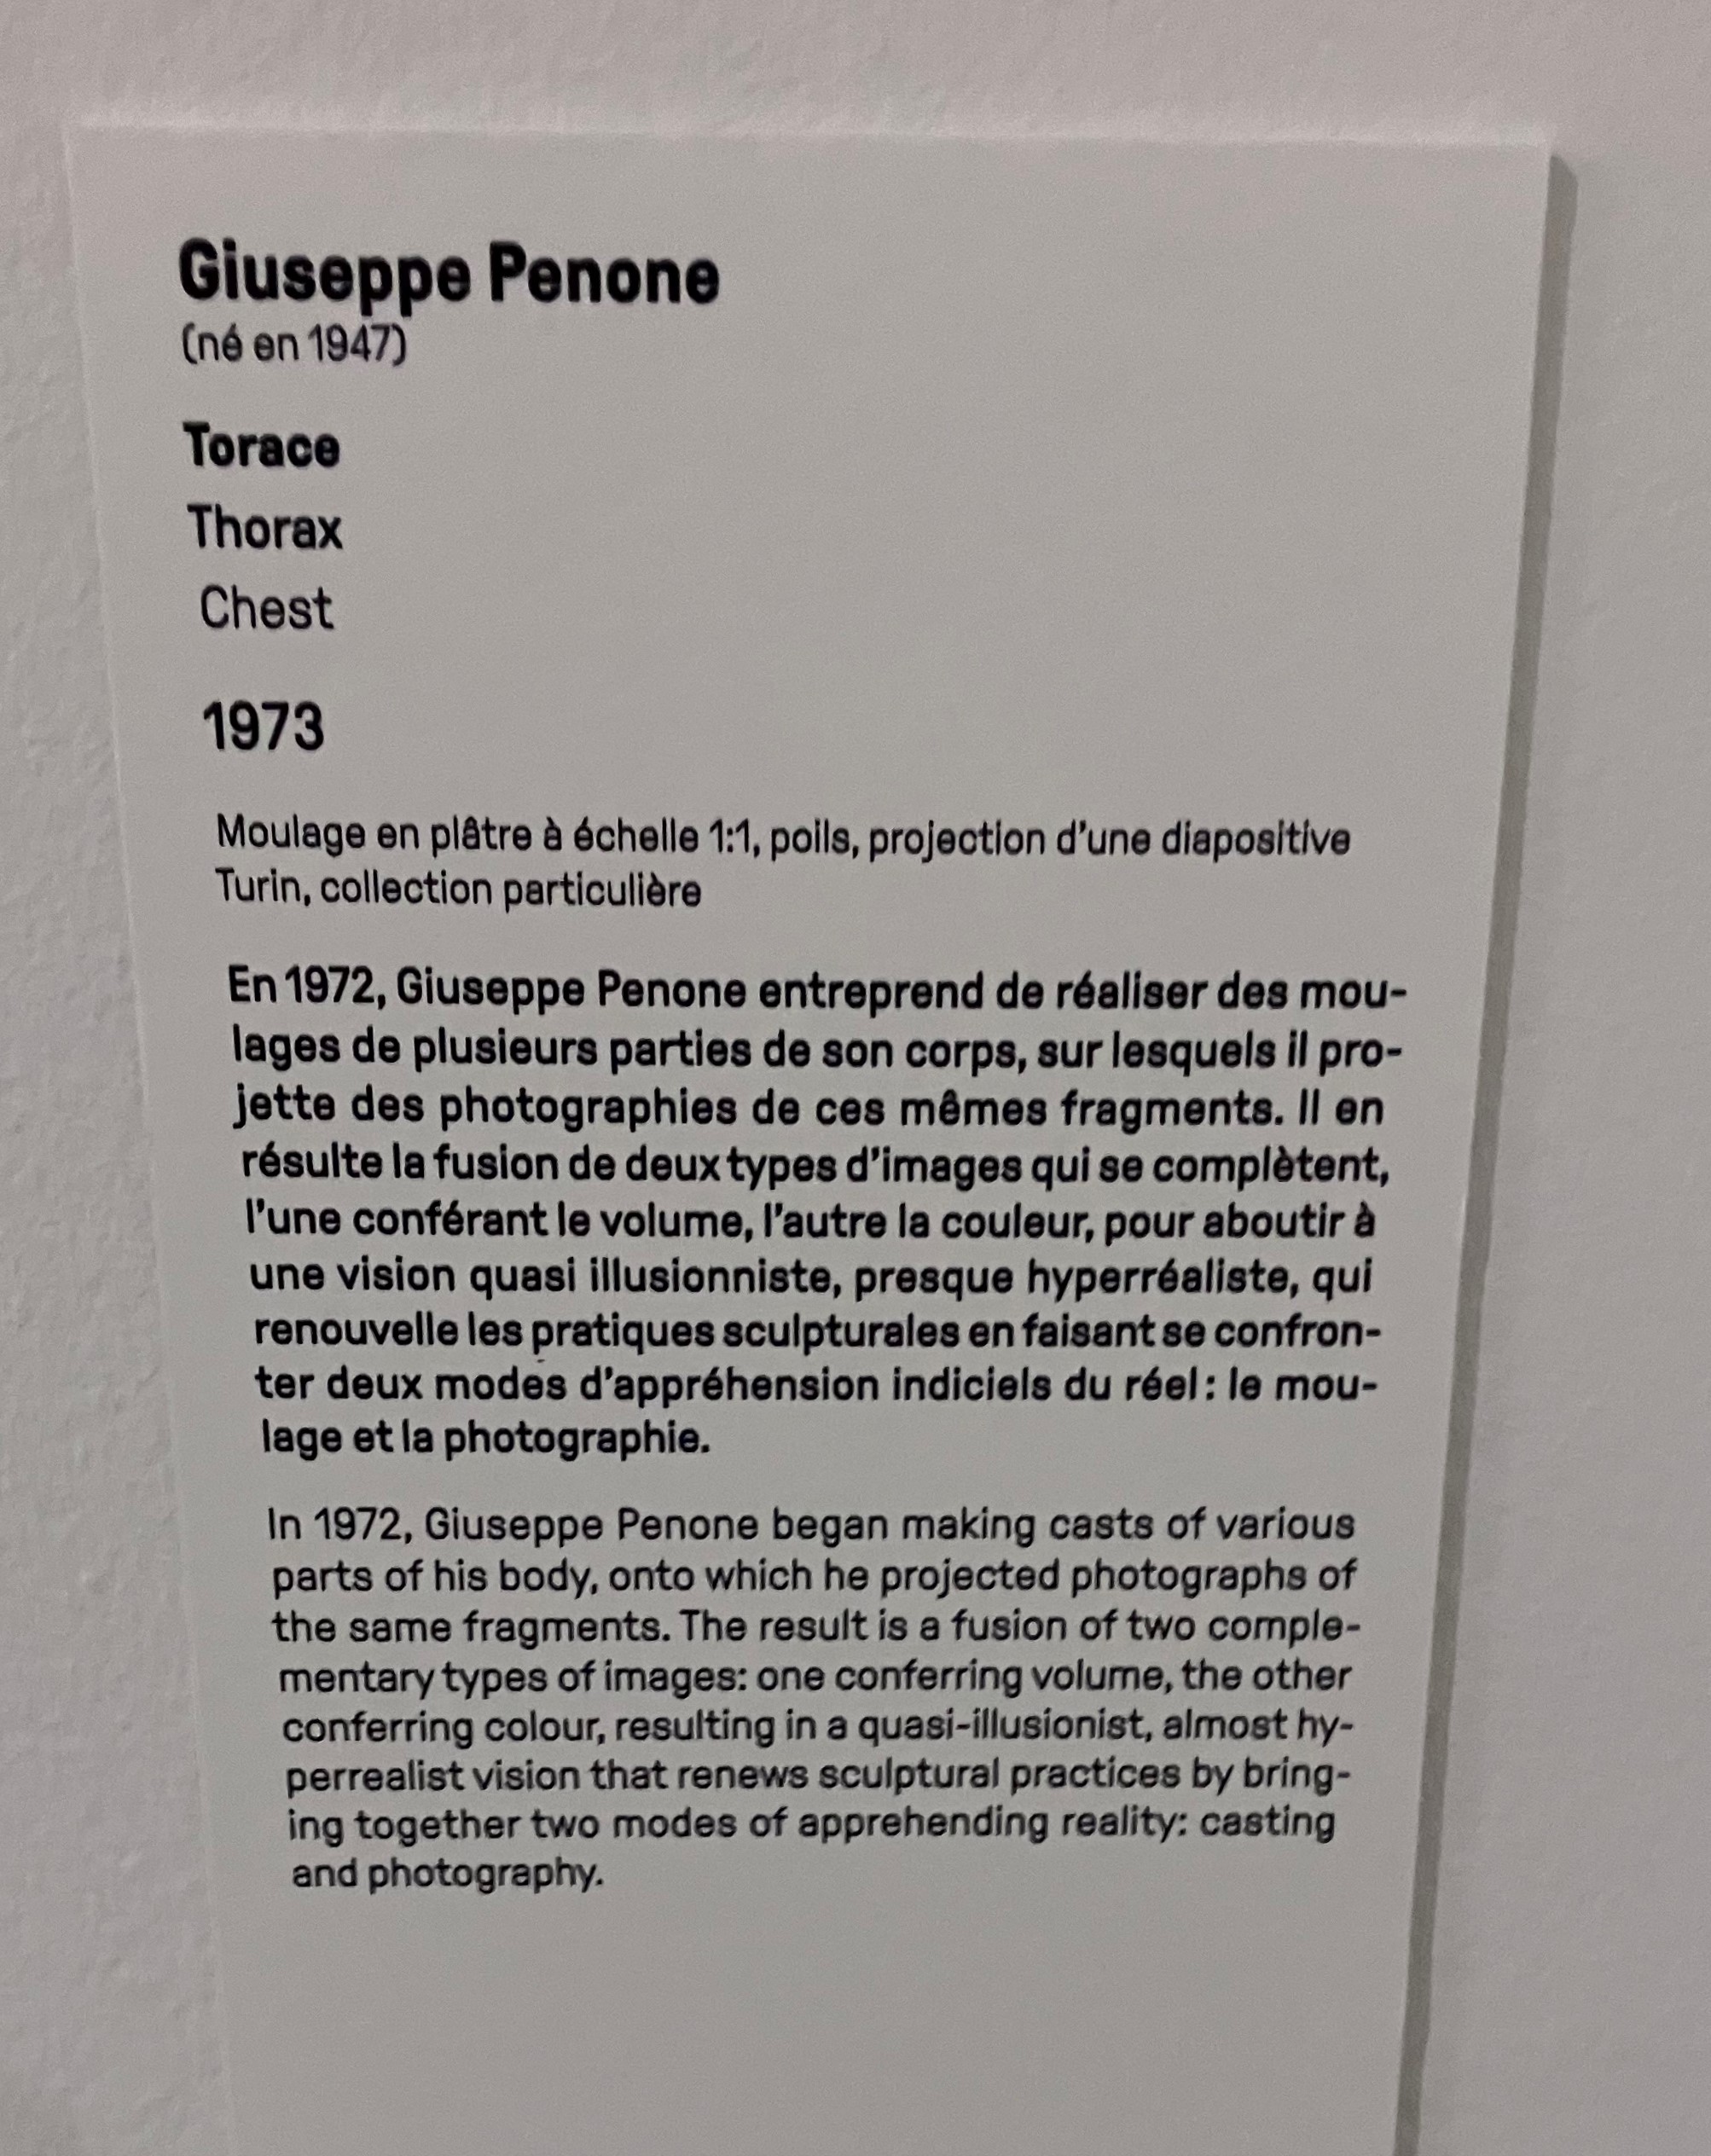 Giuseppe Penone
(né en 1947)
Torace
Thorax
Chest
1973
Moulage en plâtre à échelle 1:1, poils, projection d'une diapositive
Turin, collection particulière
En 1972, Giuseppe Penone entreprend de réaliser des mou-
lages de plusieurs parties de son corps, sur lesquels il pro-
jette des photographies de ces mêmes fragments. Il en
résulte la fusion de deux types d'images qui se complètent,
l'une conférant le volume, l'autre la couleur, pour aboutir à
une vision quasi illusionniste, presque hyperréaliste, qui
renouvelle les pratiques sculpturales en faisant se confron-
ter deux modes d'appréhension indiciels du réel : le mou-
lage et la photographie.
In 1972, Giuseppe Penone began making casts of various
parts of his body, onto which he projected photographs of
the same fragments. The result is a fusion of two comple-
mentary types of images: one conferring volume, the other
conferring colour, resulting in a quasi-illusionist, almost hy-
perrealist vision that renews sculptural practices by bring-
ing together two modes of apprehending reality: casting
and photography.